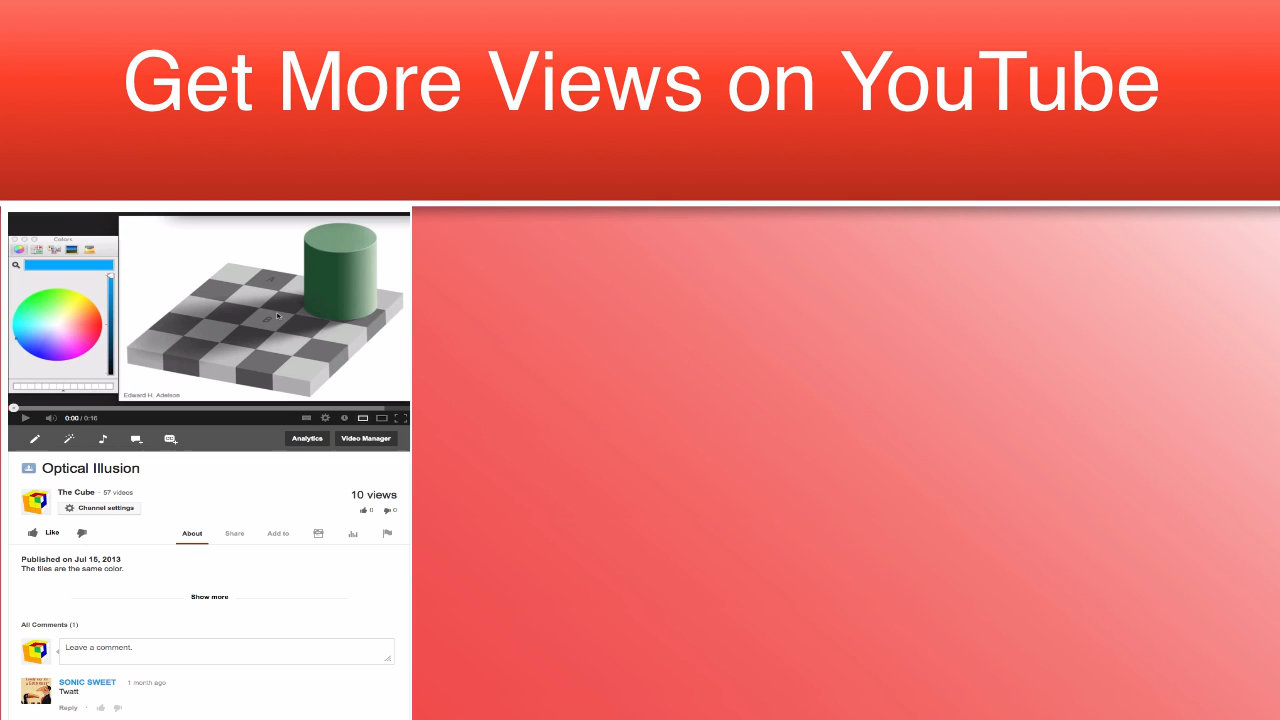 Get More Views on YouTube
Colors
A
B
Edward H. Adelson
0:00 / 0:16
Analytics
Video Manager
Optical Illusion
The Cube · 57 videos
Channel settings
10 views
0 0
Like
About Share Add to
Published on Jul 15, 2013
The tiles are the same color.
Show more
All Comments (1)
Leave a comment.
SONIC SWEET 1 month ago
Twatt
Reply ·